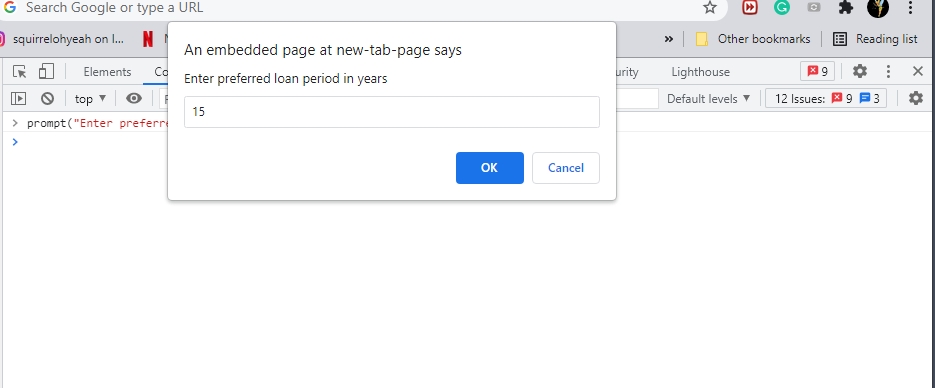 Search Google or type a URL
squirrelohyeah on I...
» Other bookmarks Reading list
An embedded page at new-tab-page says
Enter preferred loan period in years
15
OK Cancel
Elements Co urity Lighthouse 9
top Default levels 12 Issues: 9 3
prompt("Enter preferre